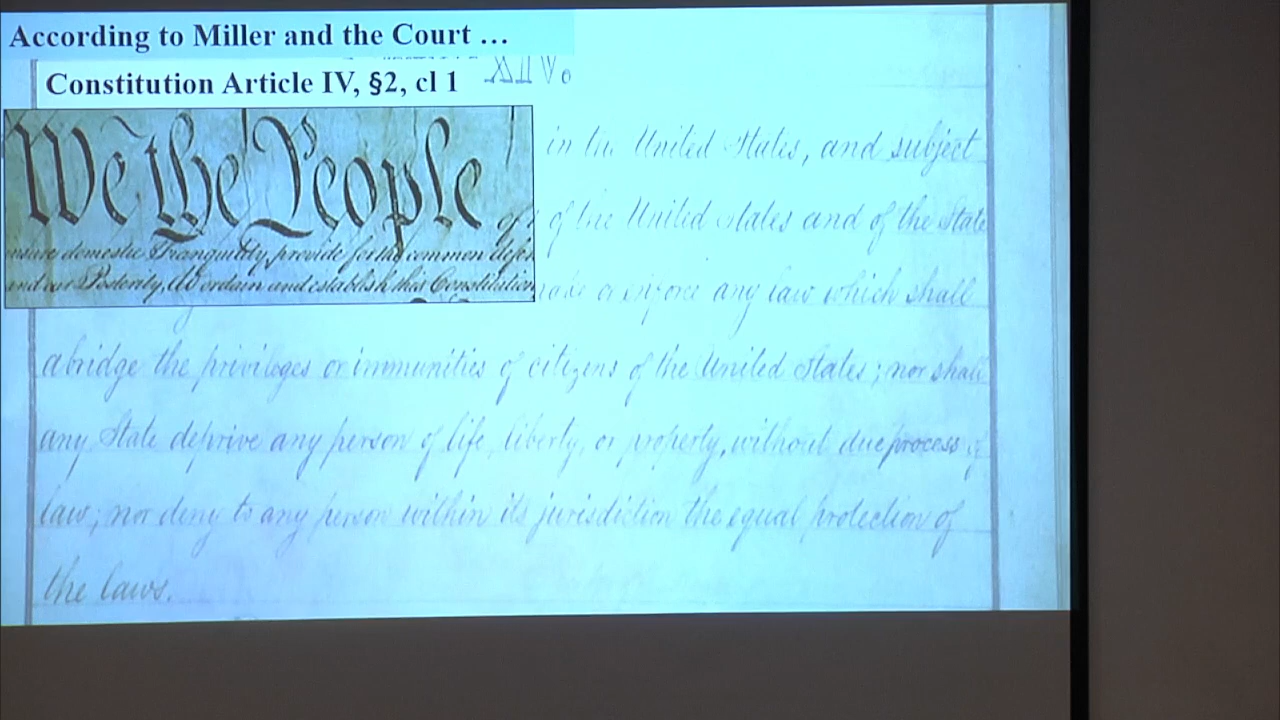 According to Miller and the Court …
Constitution Article IV, §2, cl 1
We the People
insure domestic Tranquility, provide for the common defen
and our Posterity, do ordain and establish this Constitution
in the United States, and subject
of the United States and of the State
make or enforce any law which shall
abridge the privileges or immunities of citizens of the United States; nor shall
any State deprive any person of life, liberty, or property, without due process of
law; nor deny to any person within its jurisdiction the equal protection of
the laws.